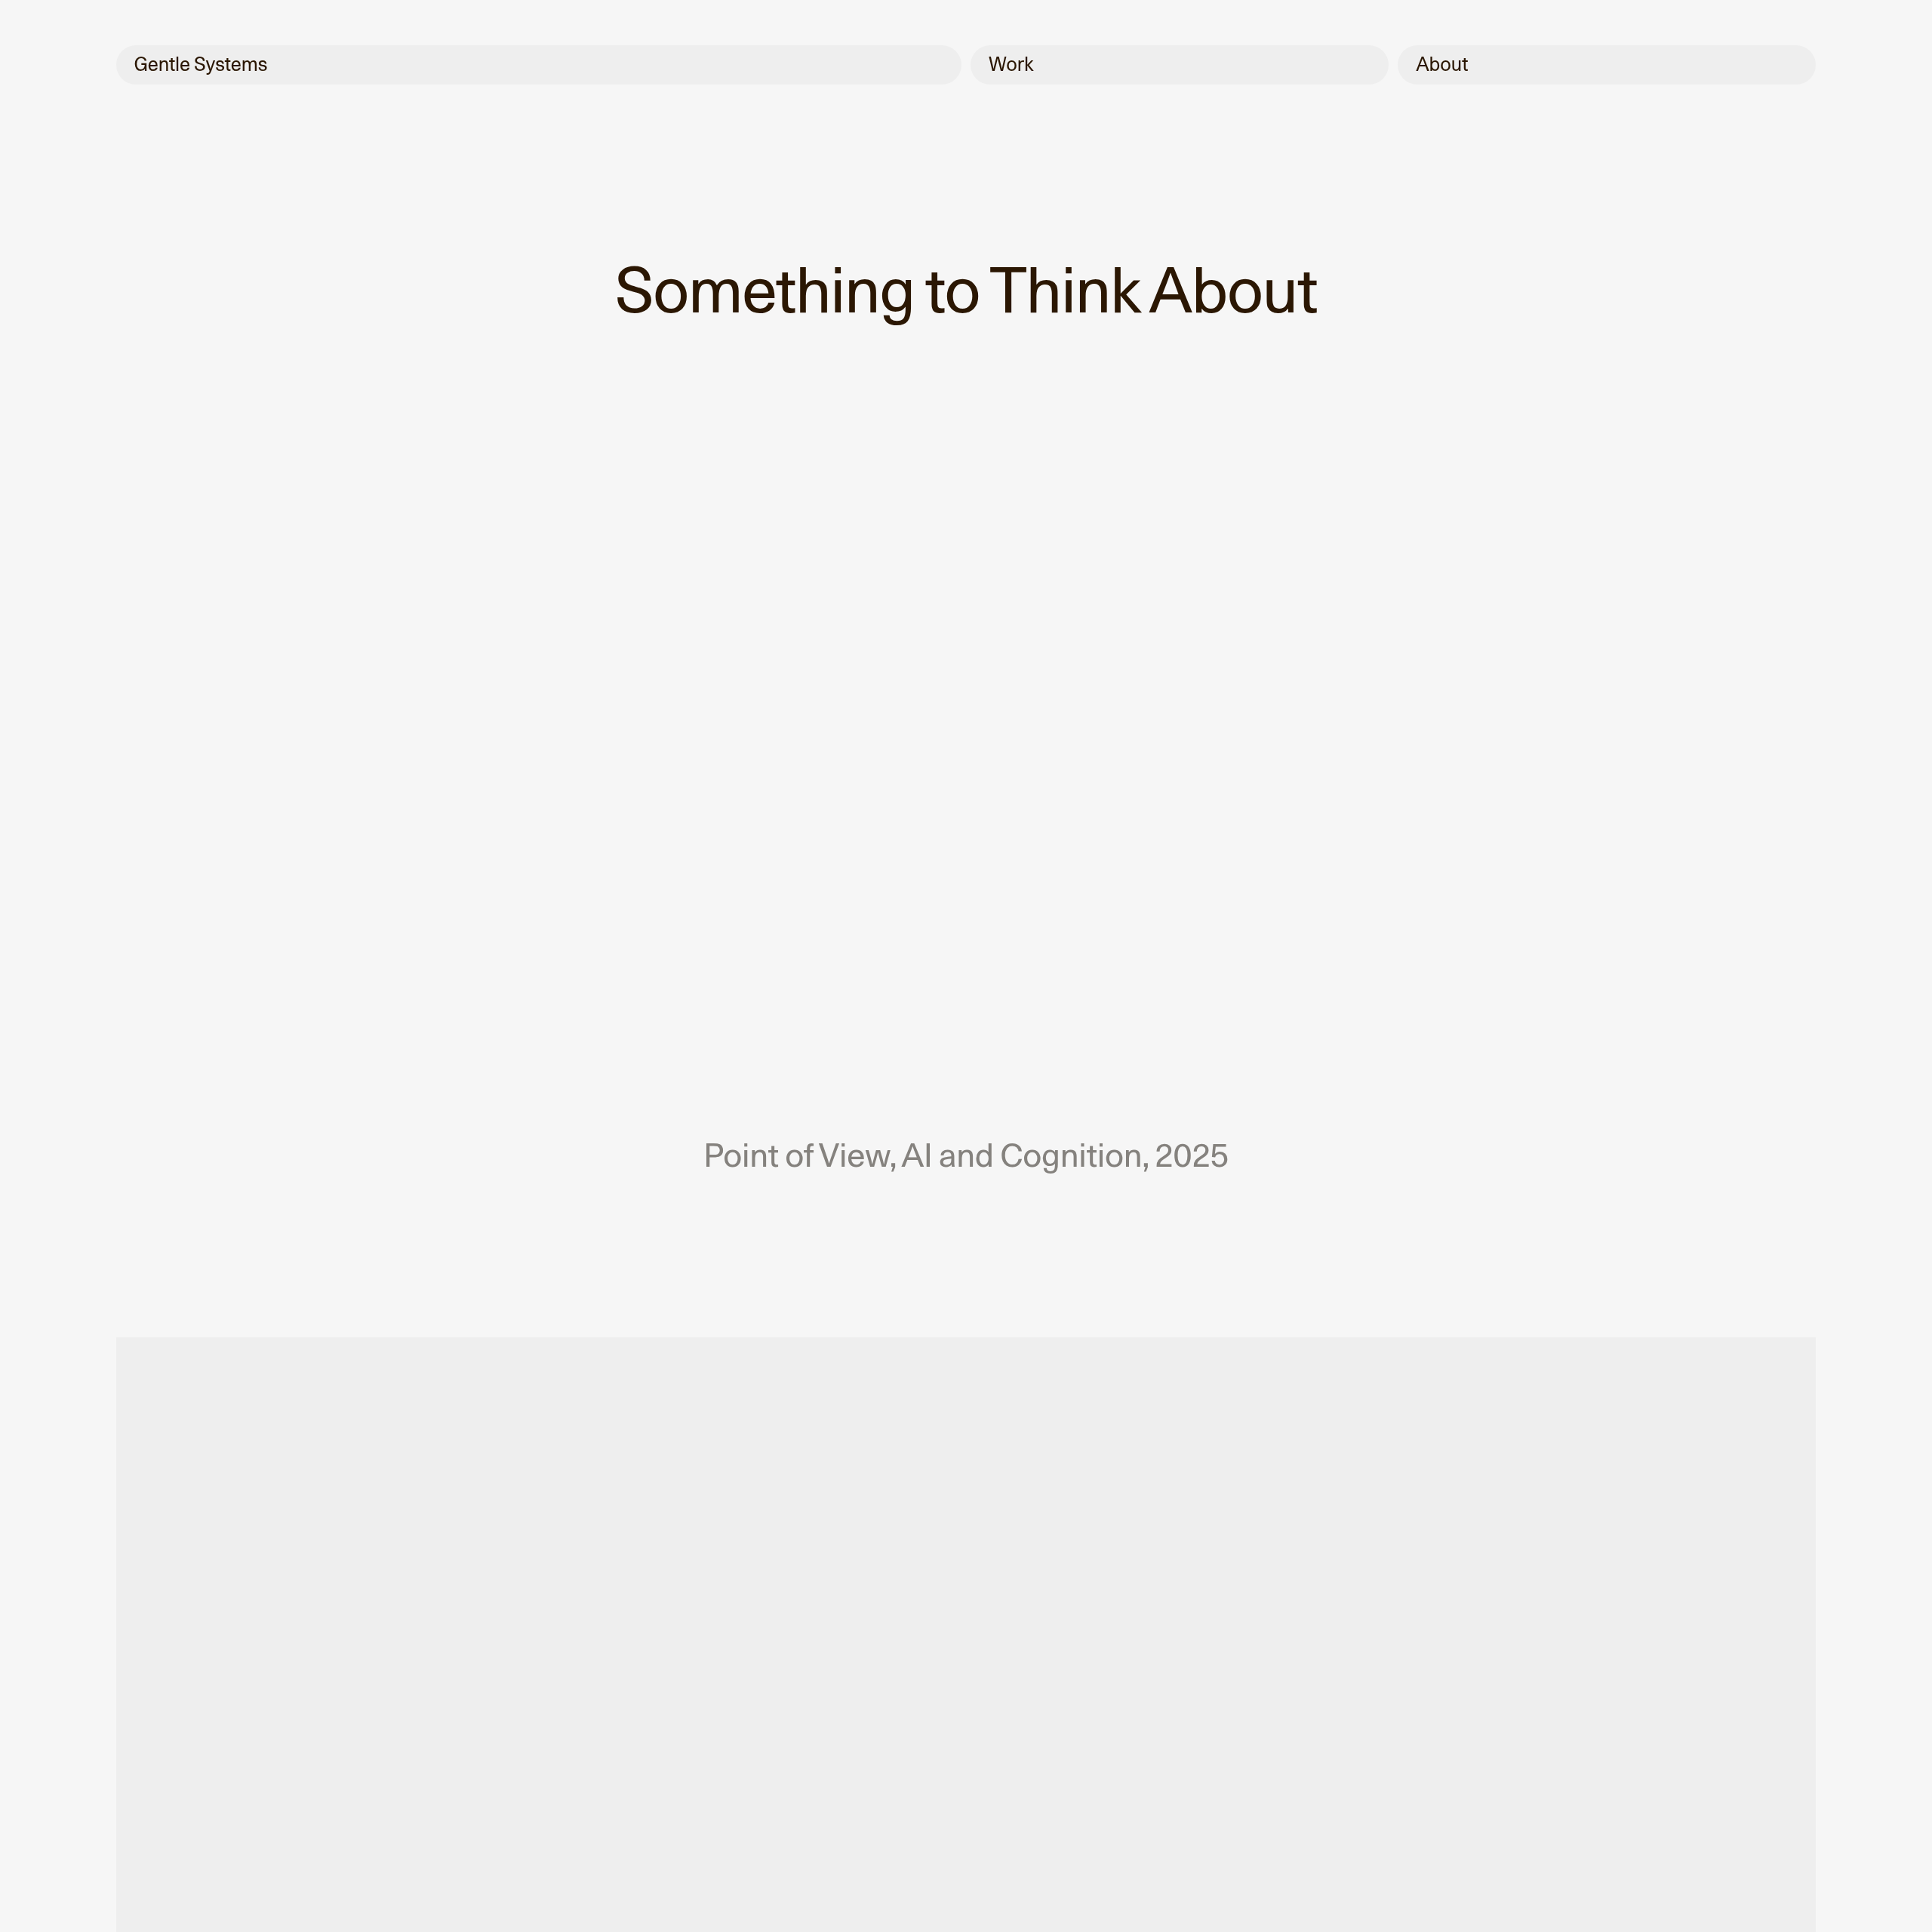 Gentle Systems
Work
About
Something to Think About
Point of View, AI and Cognition, 2025